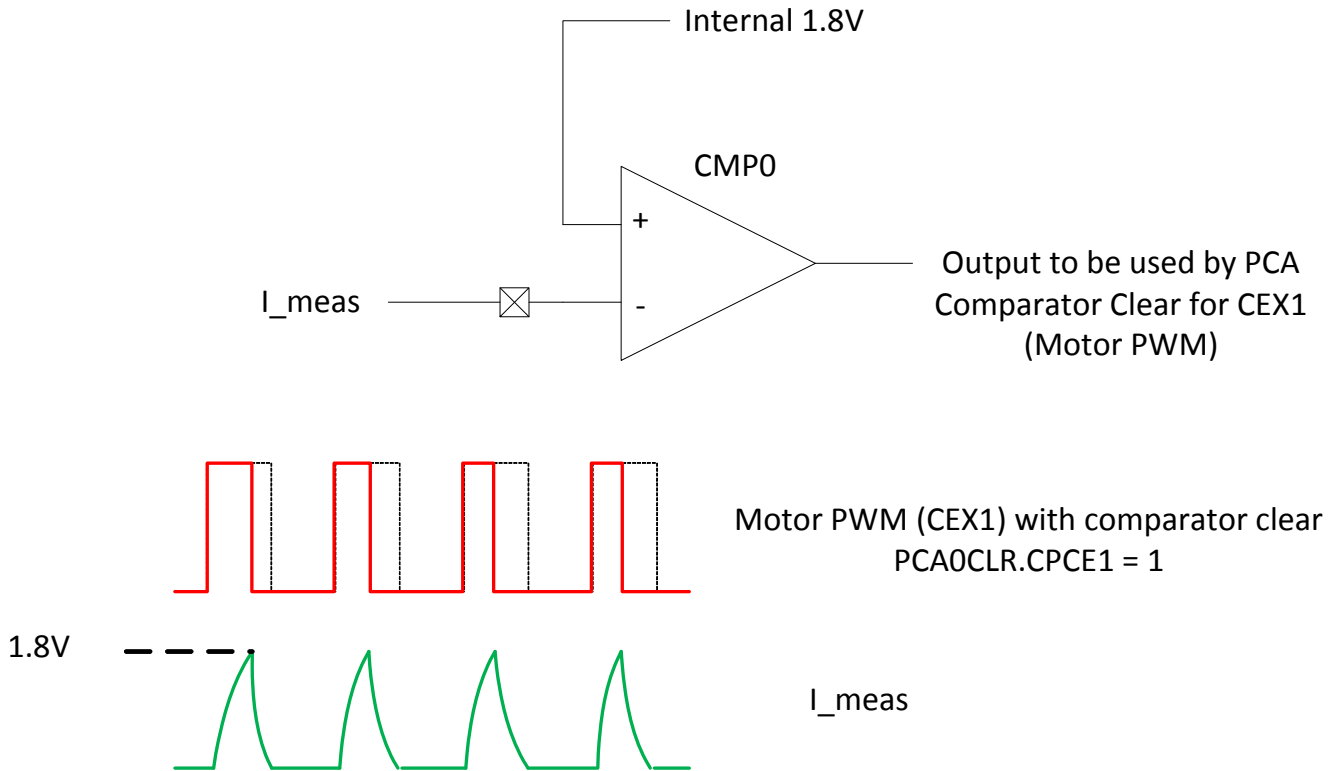 Internal 1.8V
CMP0
+
I_meas
-
Output to be used by PCA
Comparator Clear for CEX1
(Motor PWM)
Motor PWM (CEX1) with comparator clear
PCA0CLR.CPCE1 = 1
1.8V
I_meas